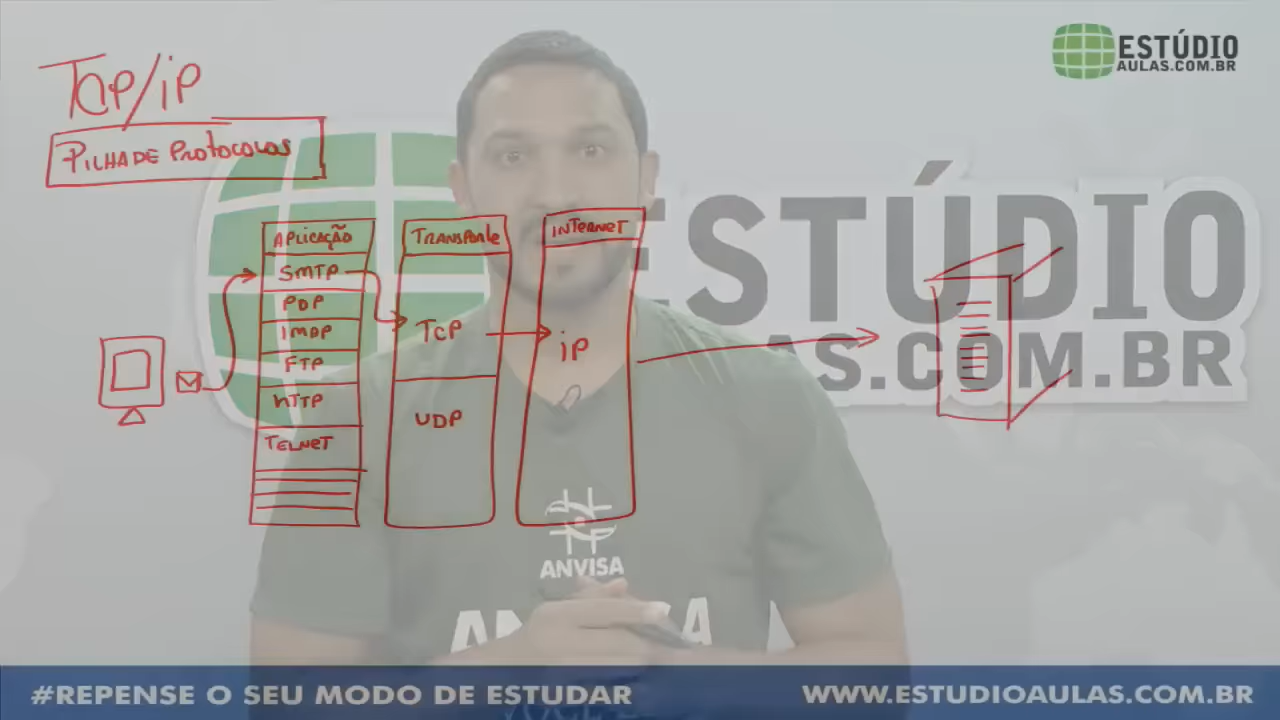 ESTÚDIO
AULAS.COM.BR
TCP/IP
PILHA DE PROTOCOLOS
ESTÚDIO
AS.COM.BR
APLICAÇÃO
SMTP
POP
IMAP
FTP
HTTP
TELNET
TRANSPORTE
TCP
UDP
INTERNET
IP
ANVISA
#REPENSE O SEU MODO DE ESTUDAR
WWW.ESTUDIOAULAS.COM.BR